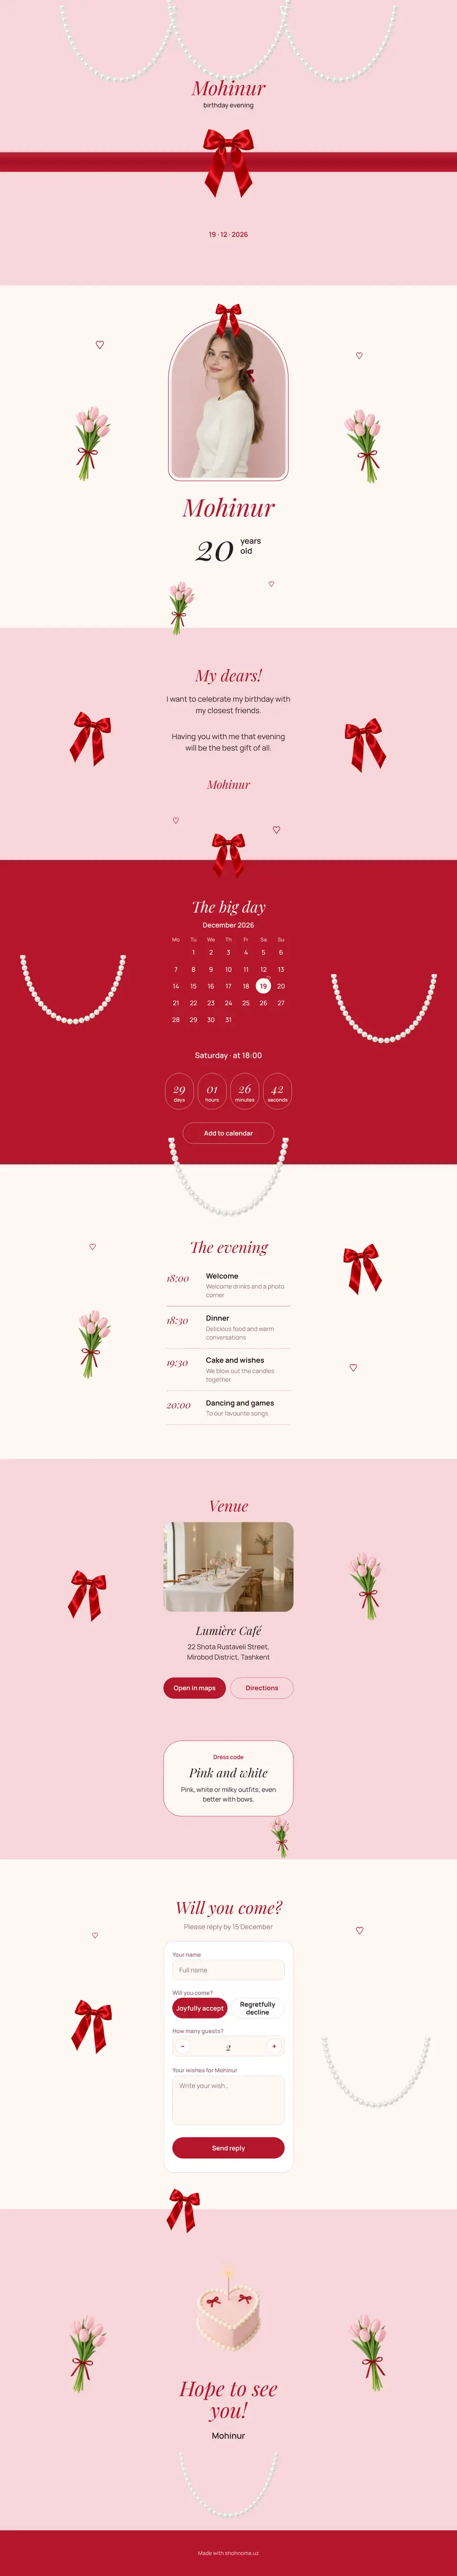 Mohinur
birthday evening
19 · 12 · 2026
Mohinur
20 years
old
My dears!
I want to celebrate my birthday with
my closest friends.
Having you with me that evening
will be the best gift of all.
Mohinur
The big day
December 2026
Mo Tu We Th Fr Sa Su
1 2 3 4 5 6
7 8 9 10 11 12 13
14 15 16 17 18 19 20
21 22 23 24 25 26 27
28 29 30 31
Saturday · at 18:00
29 01 26 42
days hours minutes seconds
Add to calendar
The evening
18:00 Welcome
Welcome drinks and a photo
corner
18:30 Dinner
Delicious food and warm
conversations
19:30 Cake and wishes
We blow out the candles
together
20:00 Dancing and games
To our favourite songs
Venue
Lumière Café
22 Shota Rustaveli Street,
Mirobod District, Tashkent
Open in maps Directions
Dress code
Pink and white
Pink, white or milky outfits; even
better with bows.
Will you come?
Please reply by 15 December
Your name
Full name
Will you come?
Joyfully accept Regretfully
decline
How many guests?
− 2 +
Your wishes for Mohinur
Write your wish…
Send reply
Hope to see
you!
Mohinur
Made with shohnoma.uz